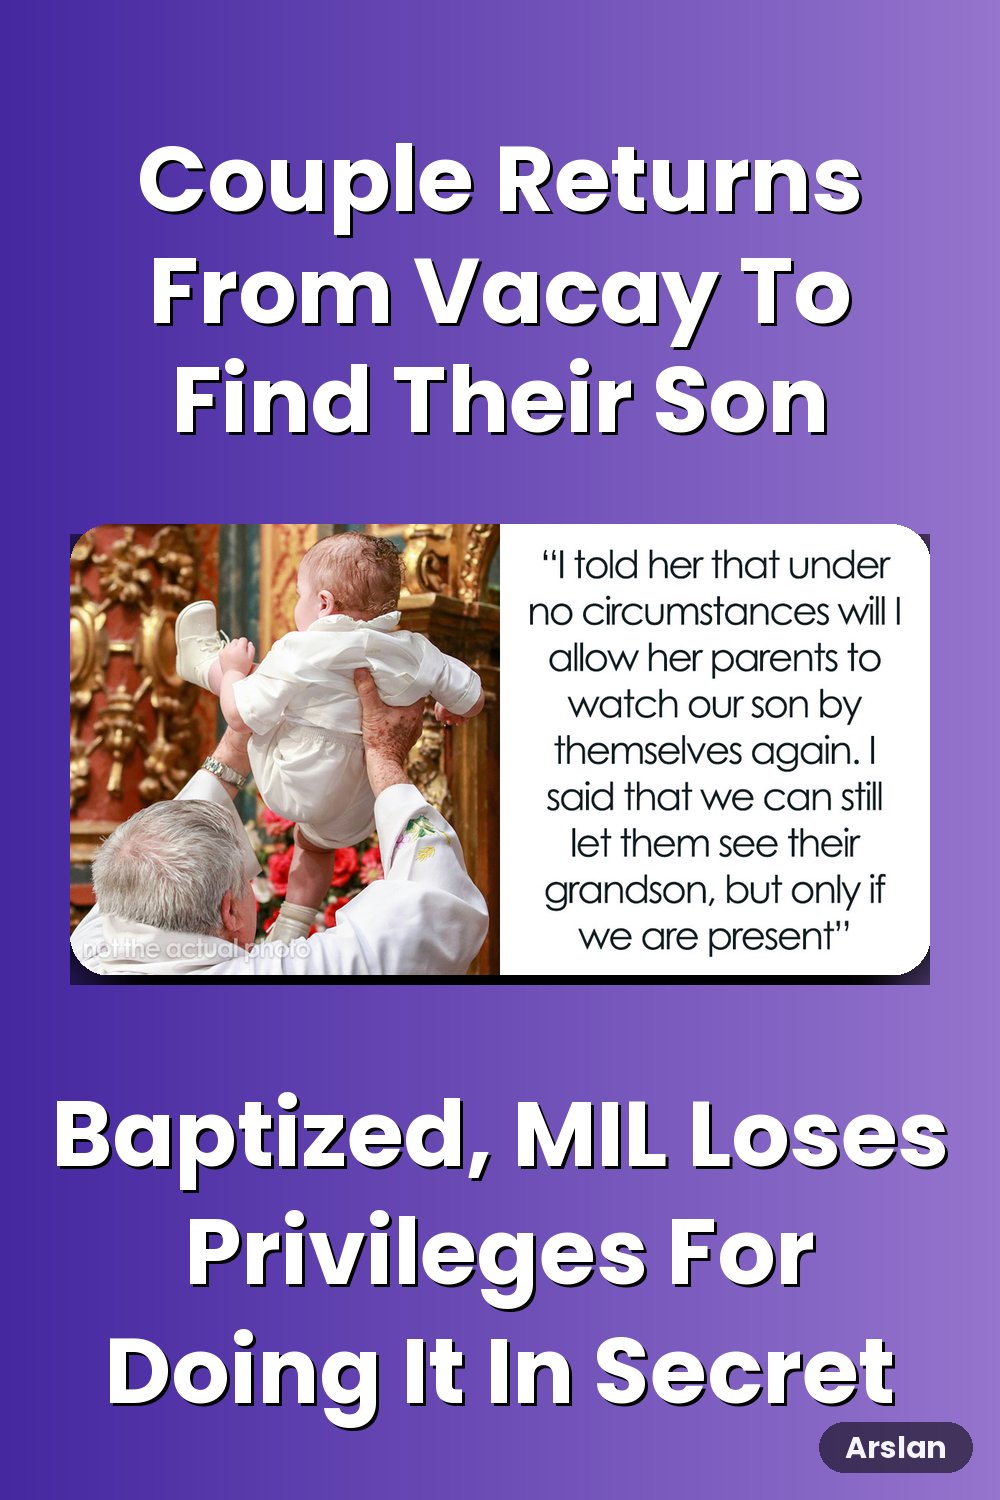 Couple Returns
From Vacay To
Find Their Son
“I told her that under
no circumstances will I
allow her parents to
watch our son by
themselves again. I
said that we can still
let them see their
grandson, but only if
we are present”
not the actual photo
Baptized, MIL Loses
Privileges For
Doing It In Secret
Arslan